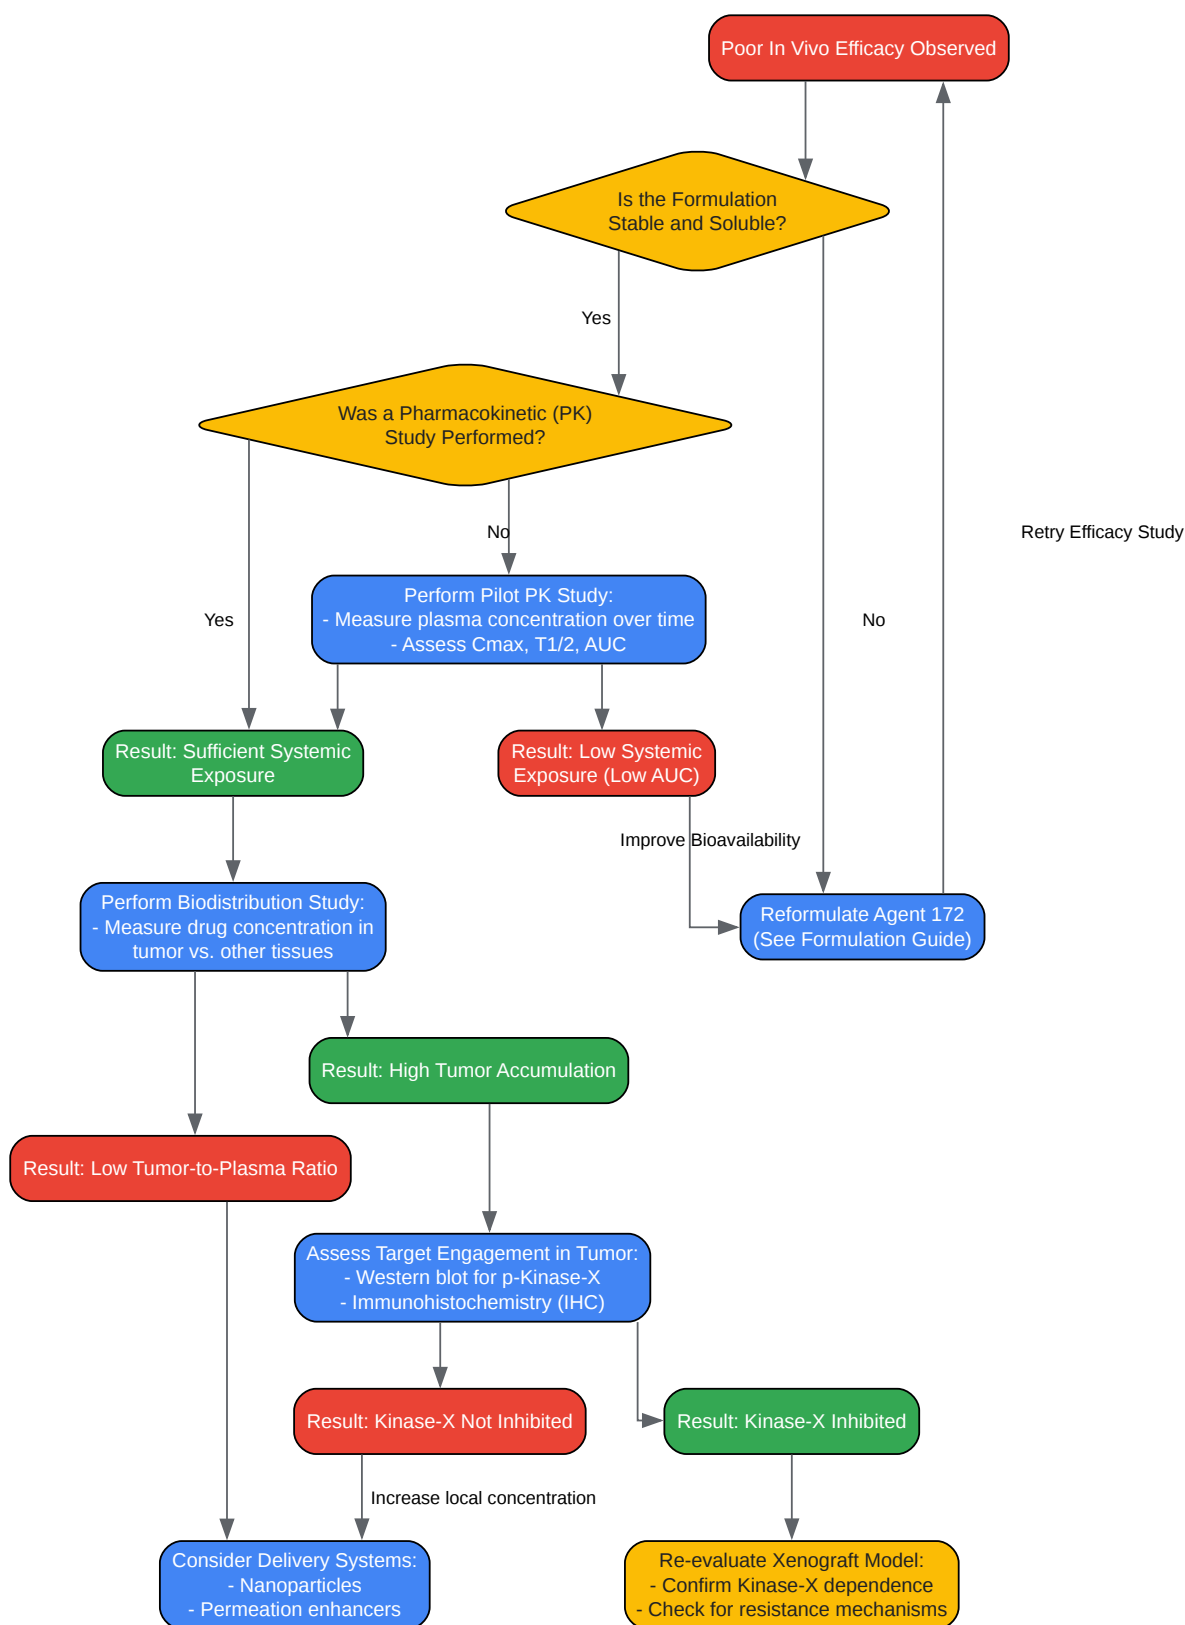 Poor In Vivo Efficacy Observed
Is the Formulation
Stable and Soluble?
Yes
Was a Pharmacokinetic (PK)
Study Performed?
No
Retry Efficacy Study
Perform Pilot PK Study:
- Measure plasma concentration over time
- Assess Cmax, T1/2, AUC
Yes
No
Result: Sufficient Systemic
Exposure
Result: Low Systemic
Exposure (Low AUC)
Improve Bioavailability
Perform Biodistribution Study:
- Measure drug concentration in
tumor vs. other tissues
Reformulate Agent 172
(See Formulation Guide)
Result: High Tumor Accumulation
Result: Low Tumor-to-Plasma Ratio
Assess Target Engagement in Tumor:
- Western blot for p-Kinase-X
- Immunohistochemistry (IHC)
Result: Kinase-X Not Inhibited
Result: Kinase-X Inhibited
Increase local concentration
Consider Delivery Systems:
- Nanoparticles
- Permeation enhancers
Re-evaluate Xenograft Model:
- Confirm Kinase-X dependence
- Check for resistance mechanisms